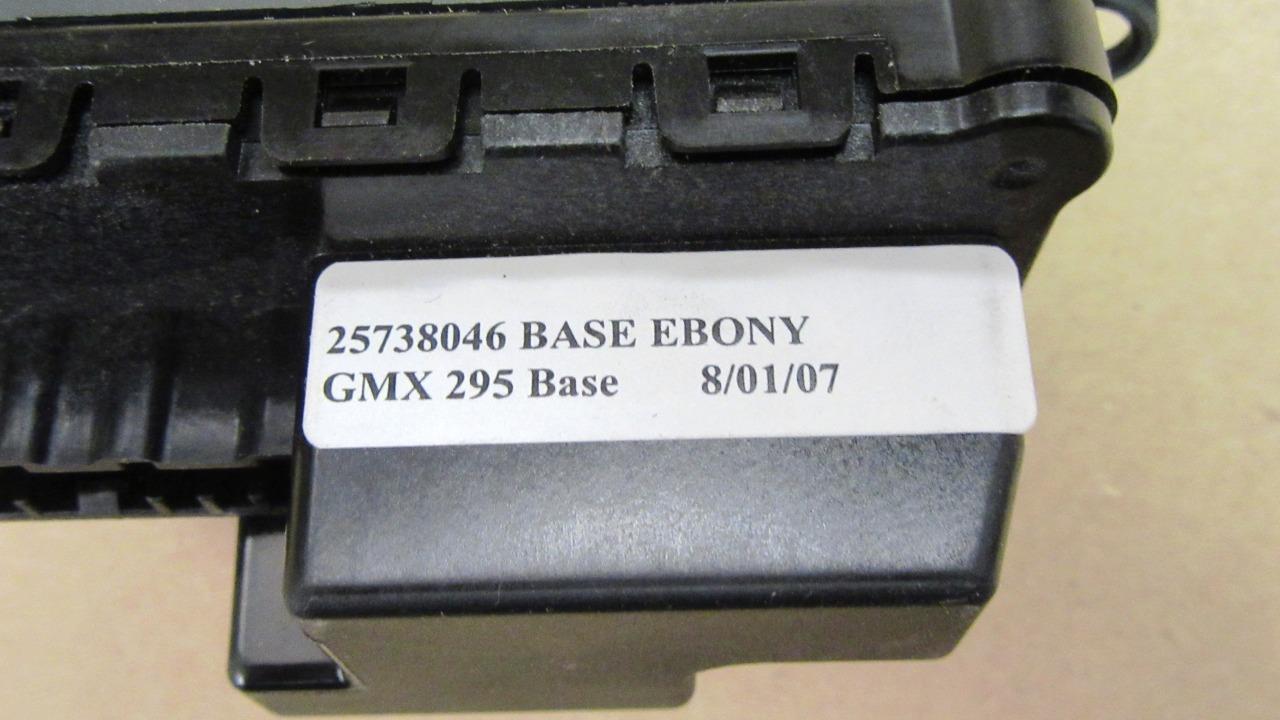 25738046 BASE EBONY
GMX 295 Base 8/01/07